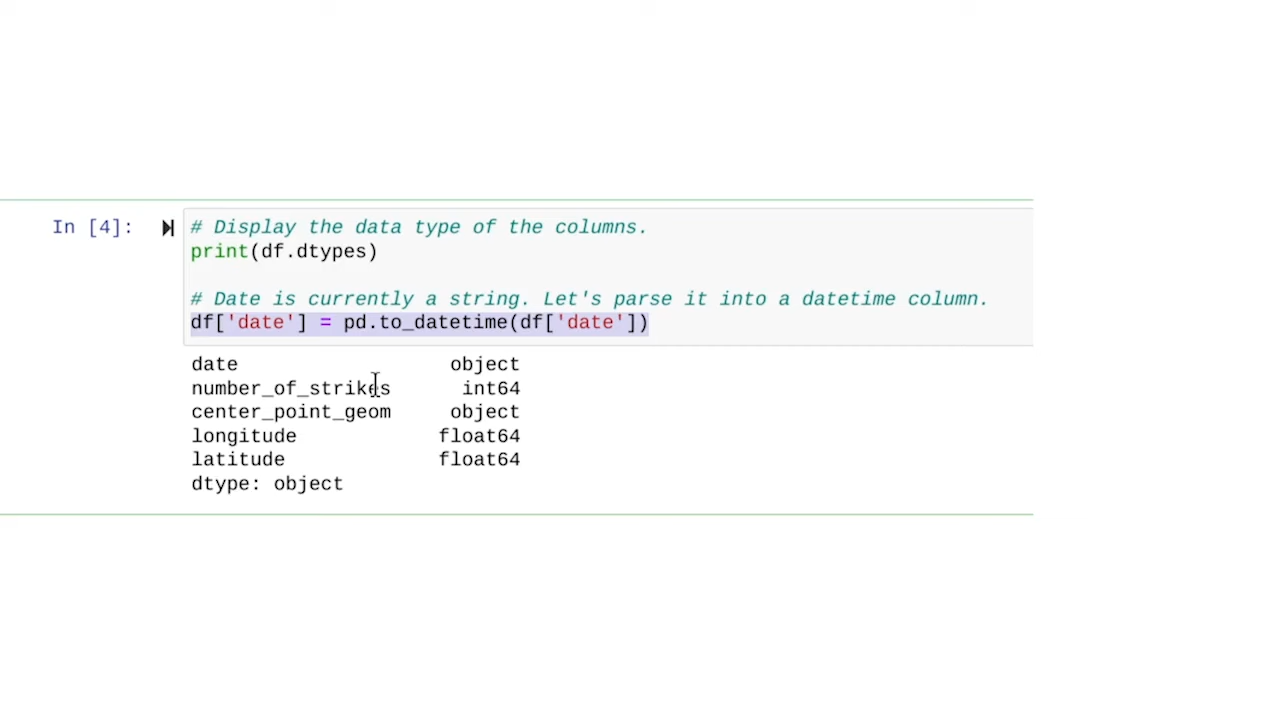 In [4]:
# Display the data type of the columns.
print(df.dtypes)
# Date is currently a string. Let's parse it into a datetime column.
df['date'] = pd.to_datetime(df['date'])
date object
number_of_strikes int64
center_point_geom object
longitude float64
latitude float64
dtype: object